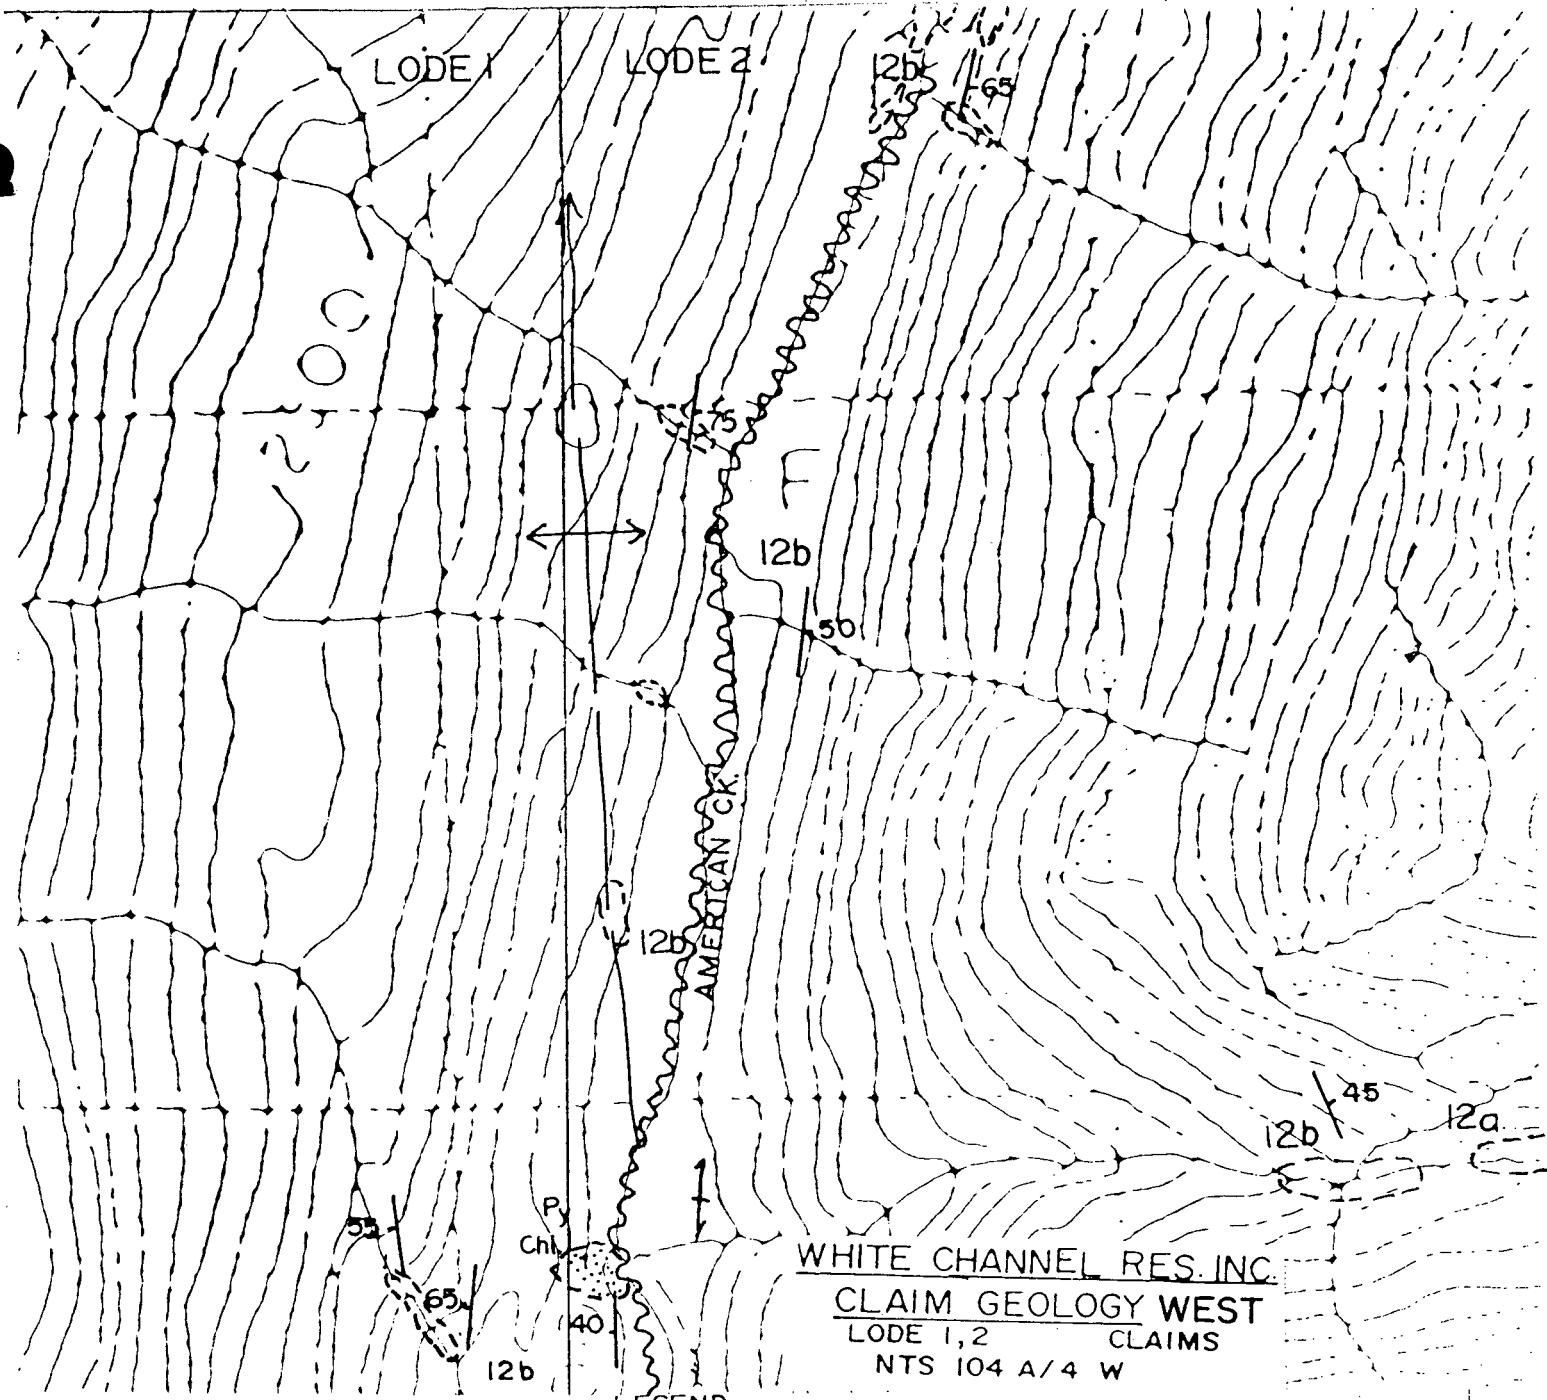 LODE 1
LODE 2
12b
65
75
12b
50
AMERICAN CK.
12b
45
12b
12a
55
Py
Chl
65
40
12b
WHITE CHANNEL RES. INC.
CLAIM GEOLOGY WEST
LODE 1,2 CLAIMS
NTS 104 A/4 W
LEGEND